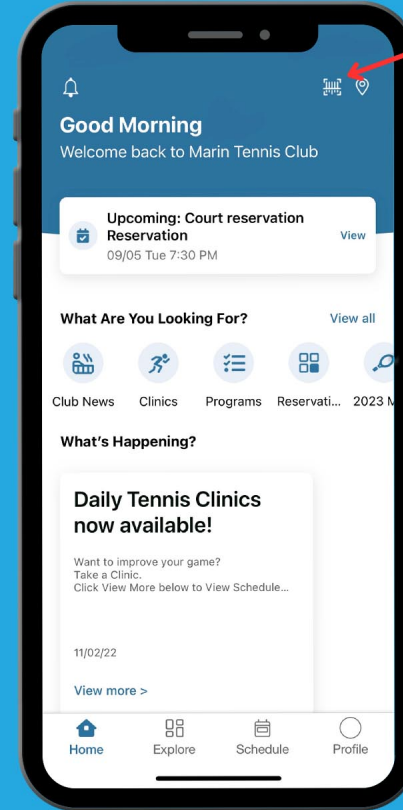 Good Morning
Welcome back to Marin Tennis Club
Upcoming: Court reservation
Reservation
View
09/05 Tue 7:30 PM
What Are You Looking For?
View all
Club News
Clinics
Programs
Reservati...
2023 M
What's Happening?
Daily Tennis Clinics
now available!
Want to improve your game?
Take a Clinic.
Click View More below to View Schedule...
11/02/22
View more >
Home
Explore
Schedule
Profile